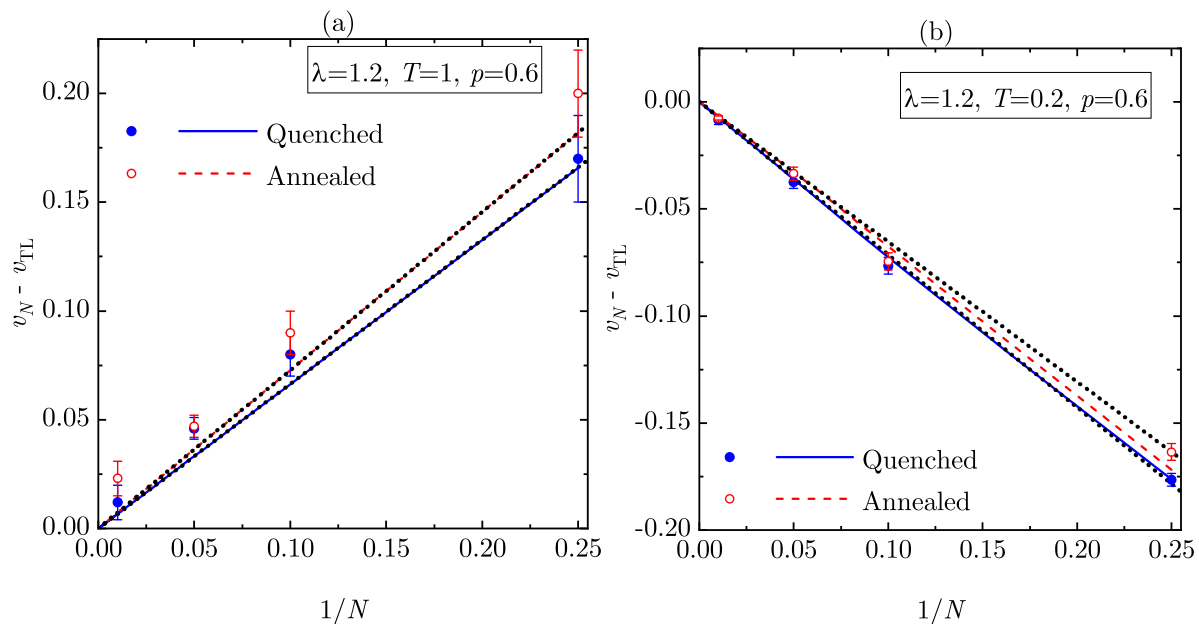 (a)
λ=1.2, T=1, p=0.6
Quenched
Annealed
0.20
0.15
0.10
0.05
0.00
v_N - v_TL
0.00 0.05 0.10 0.15 0.20 0.25
1/N
(b)
λ=1.2, T=0.2, p=0.6
0.00
-0.05
-0.10
-0.15
-0.20
v_N - v_TL
Quenched
Annealed
0.00 0.05 0.10 0.15 0.20 0.25
1/N